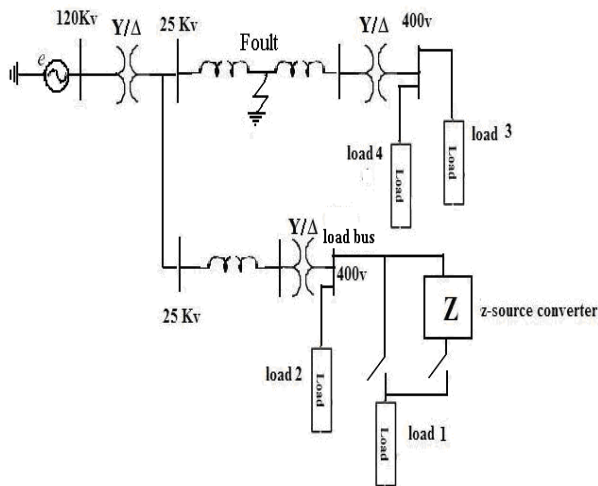 120Kv
Y/Δ
25 Kv
Foult
Y/Δ
400v
e
load 4
Load
Load
load 3
Y/Δ
load bus
400v
25 Kv
Z
z-source converter
load 2
Load
Load
load 1